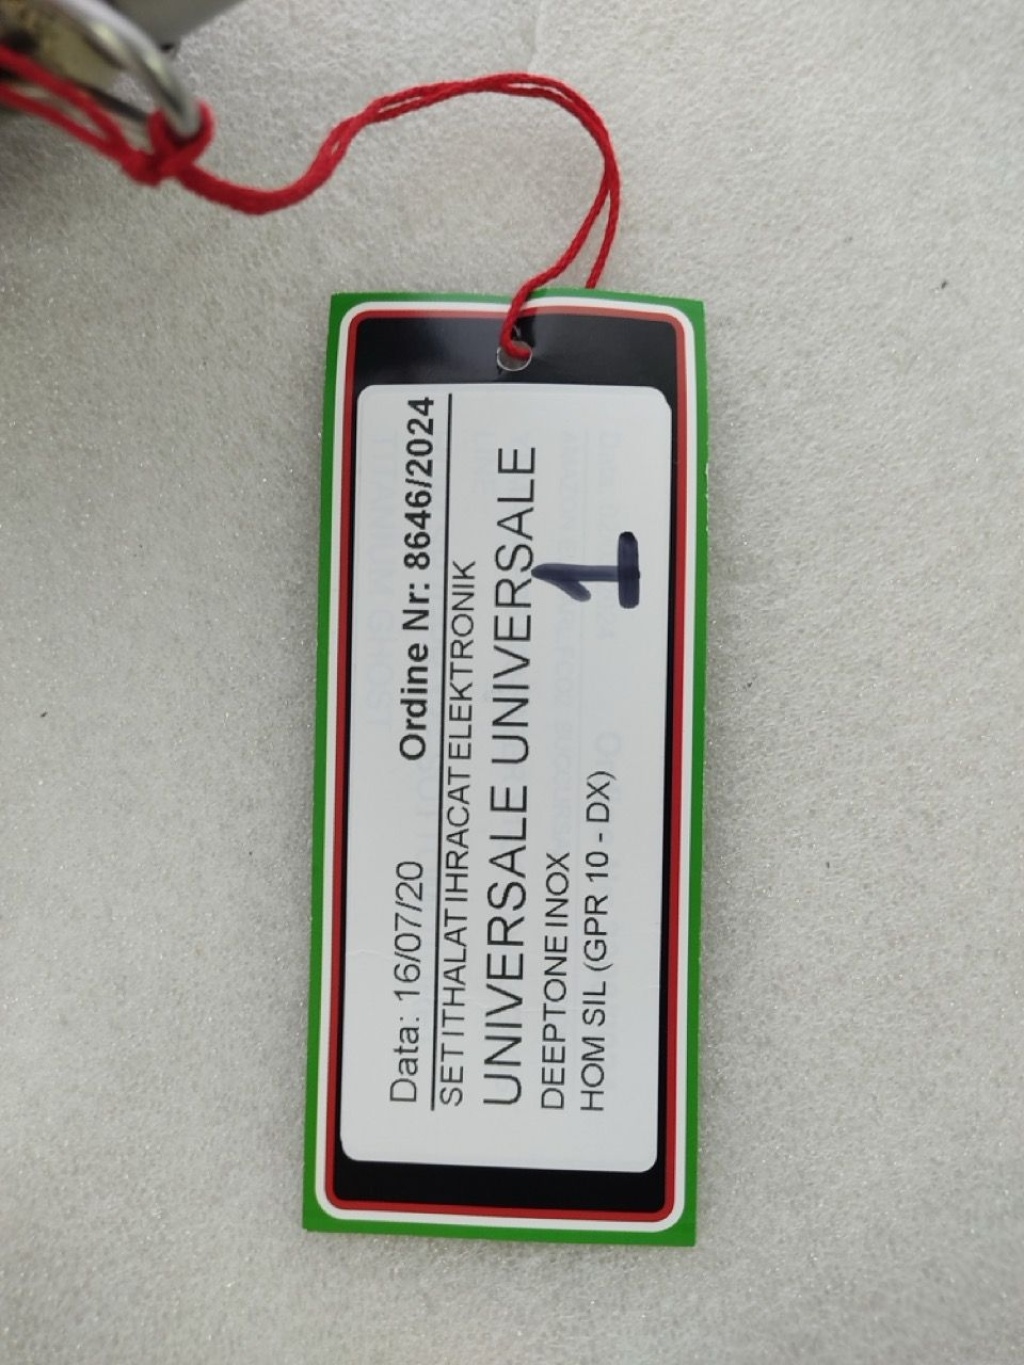 Data: 16/07/20 Ordine Nr: 8646/2024
SET ITHALAT IHRACAT ELEKTRONIK
UNIVERSALE UNIVERSALE
DEEPTONE INOX
HOM SIL (GPR 10 - DX)
1